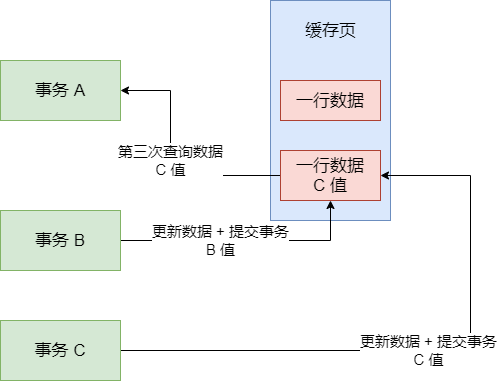 缓存页
事务 A
一行数据
第三次查询数据
C 值
一行数据
C 值
事务 B
更新数据 + 提交事务
B 值
事务 C
更新数据 + 提交事务
C 值